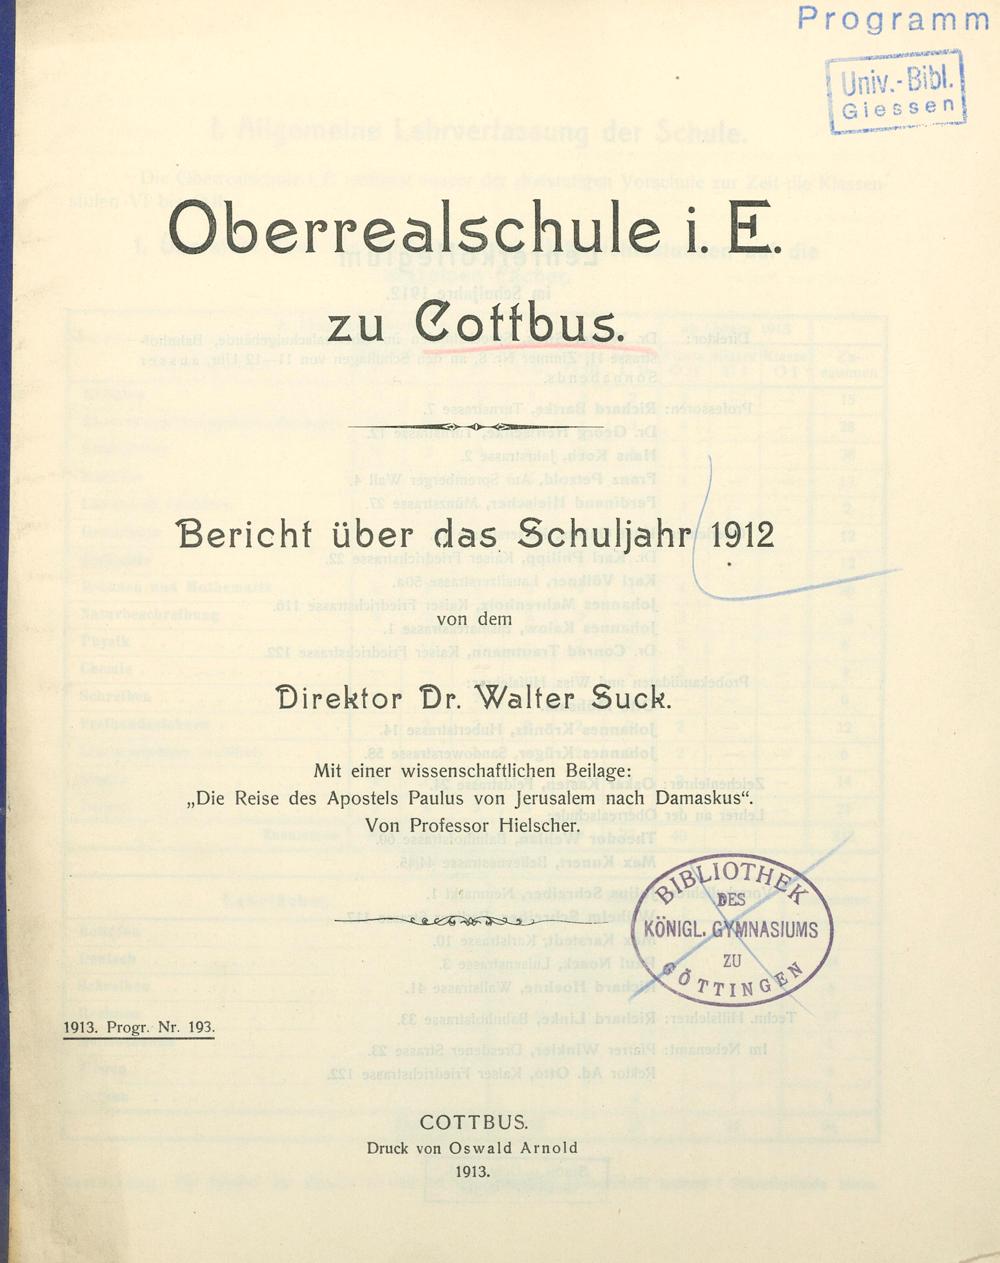 Programm
Univ.-Bibl.
Giessen
Oberrealschule i. E.
zu Cottbus.
Bericht über das Schuljahr 1912
von dem
Direktor Dr. Walter Suck.
Mit einer wissenschaftlichen Beilage:
„Die Reise des Apostels Paulus von Jerusalem nach Damaskus“.
Von Professor Hielscher.
BIBLIOTHEK
DES
KÖNIGL. GYMNASIUMS
ZU
GÖTTINGEN
1913. Progr. Nr. 193.
COTTBUS.
Druck von Oswald Arnold
1913.